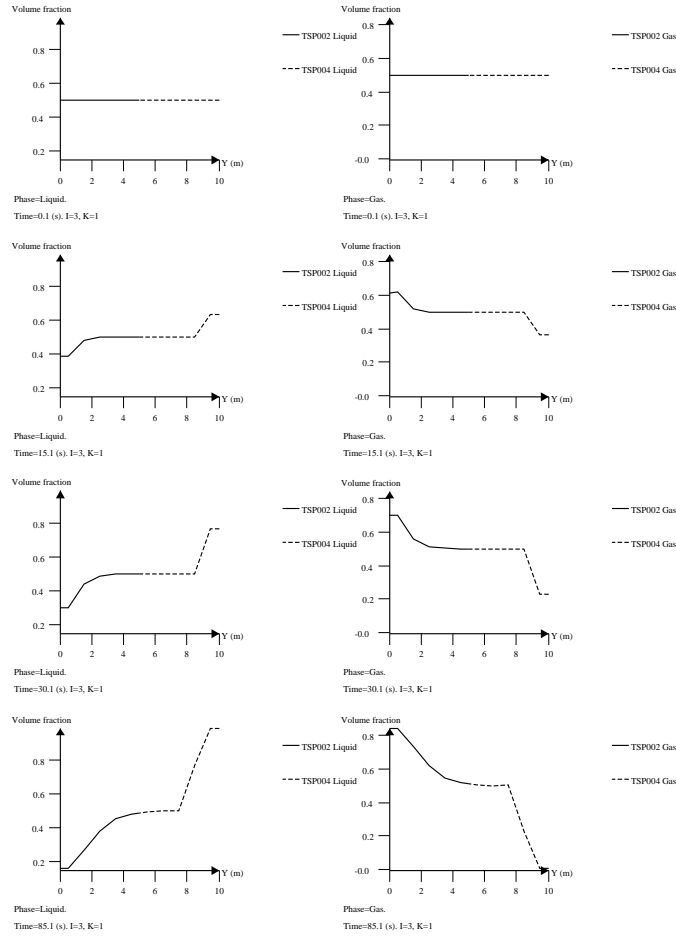 Volume fraction
0.8
0.6
0.4
0.2
0 2 4 6 8 10
Y (m)
TSP002 Liquid
TSP004 Liquid
Phase=Liquid.
Time=0.1 (s). I=3, K=1
Volume fraction
0.8
0.6
0.4
0.2
-0.0
0 2 4 6 8 10
Y (m)
TSP002 Gas
TSP004 Gas
Phase=Gas.
Time=0.1 (s). I=3, K=1
Volume fraction
0.8
0.6
0.4
0.2
0 2 4 6 8 10
Y (m)
TSP002 Liquid
TSP004 Liquid
Phase=Liquid.
Time=15.1 (s). I=3, K=1
Volume fraction
0.8
0.6
0.4
0.2
-0.0
0 2 4 6 8 10
Y (m)
TSP002 Gas
TSP004 Gas
Phase=Gas.
Time=15.1 (s). I=3, K=1
Volume fraction
0.8
0.6
0.4
0.2
0 2 4 6 8 10
Y (m)
TSP002 Liquid
TSP004 Liquid
Phase=Liquid.
Time=30.1 (s). I=3, K=1
Volume fraction
0.8
0.6
0.4
0.2
-0.0
0 2 4 6 8 10
Y (m)
TSP002 Gas
TSP004 Gas
Phase=Gas.
Time=30.1 (s). I=3, K=1
Volume fraction
0.8
0.6
0.4
0.2
0 2 4 6 8 10
Y (m)
TSP002 Liquid
TSP004 Liquid
Phase=Liquid.
Time=85.1 (s). I=3, K=1
Volume fraction
0.8
0.6
0.4
0.2
-0.0
0 2 4 6 8 10
Y (m)
TSP002 Gas
TSP004 Gas
Phase=Gas.
Time=85.1 (s). I=3, K=1